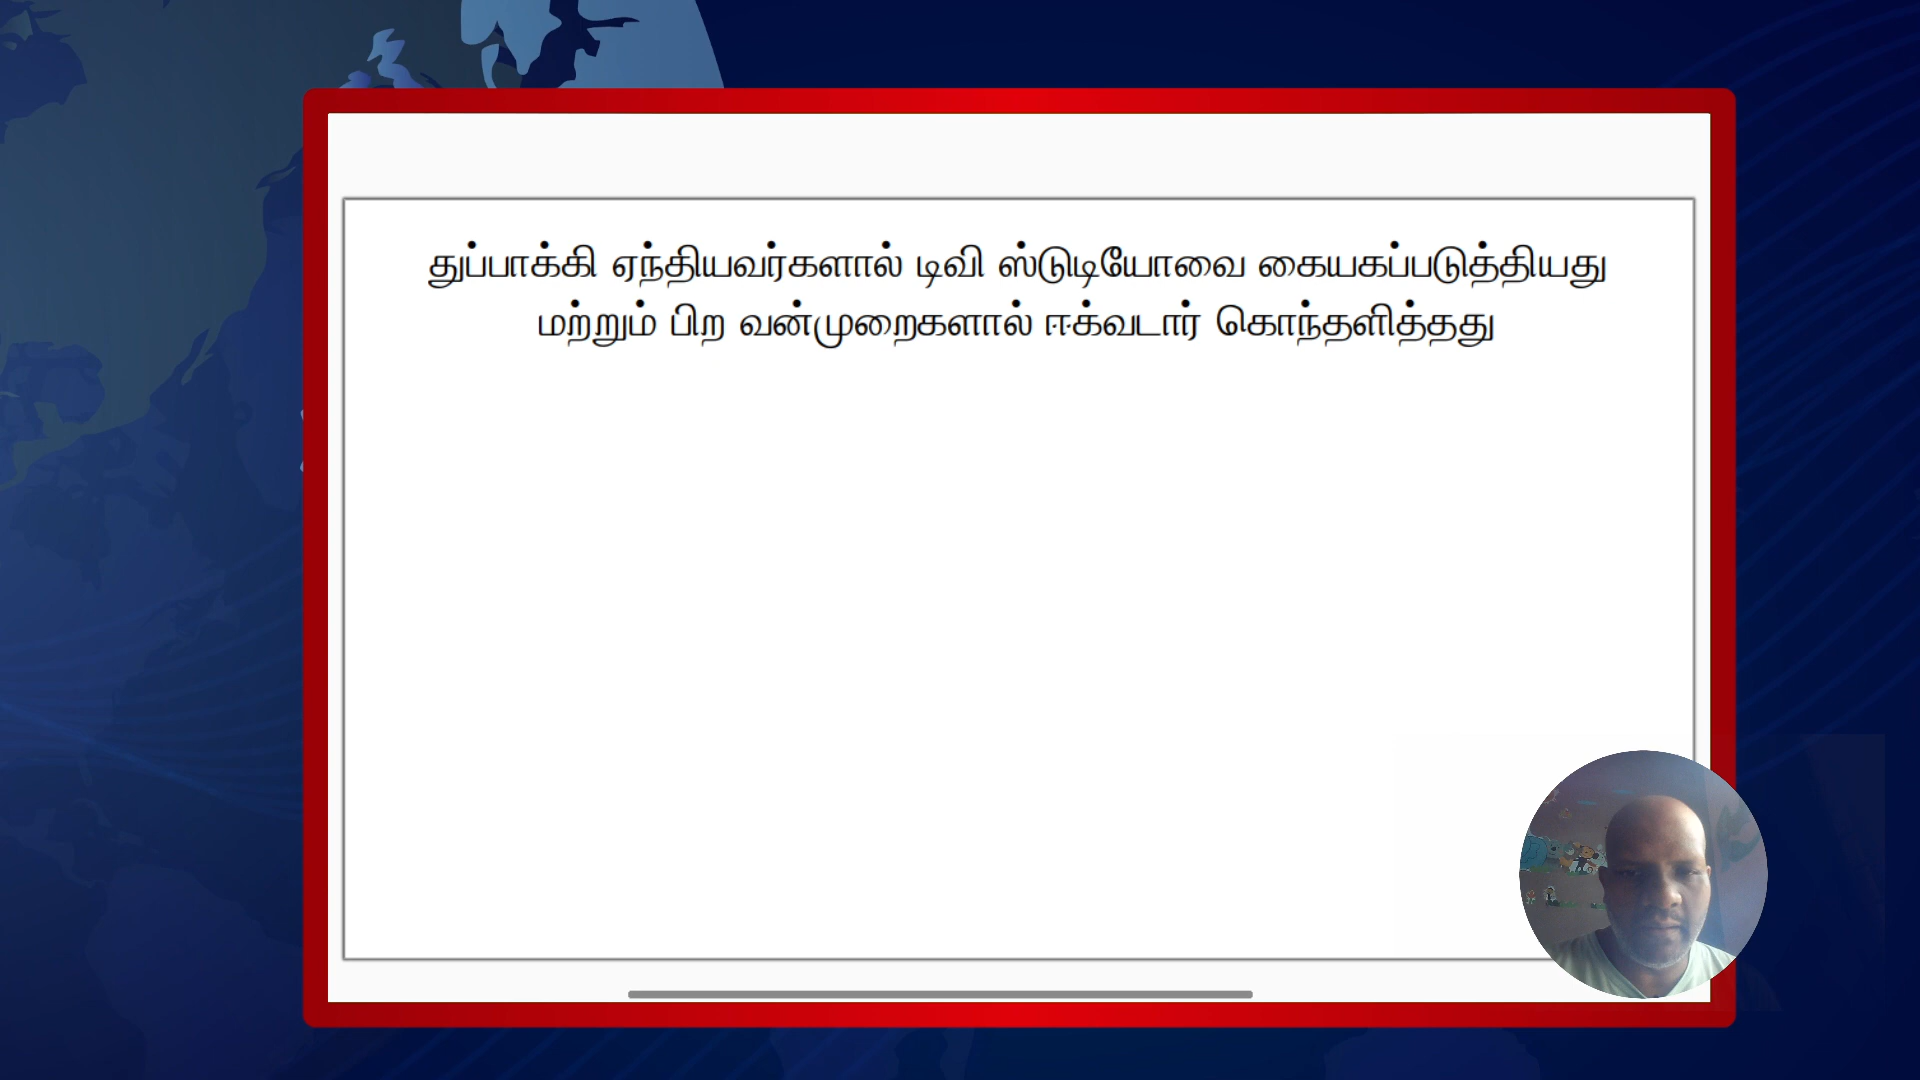 துப்பாக்கி ஏந்தியவர்களால் டிவி ஸ்டுடியோவை கையகப்படுத்தியது
மற்றும் பிற வன்முறைகளால் ஈக்வடார் கொந்தளித்தது